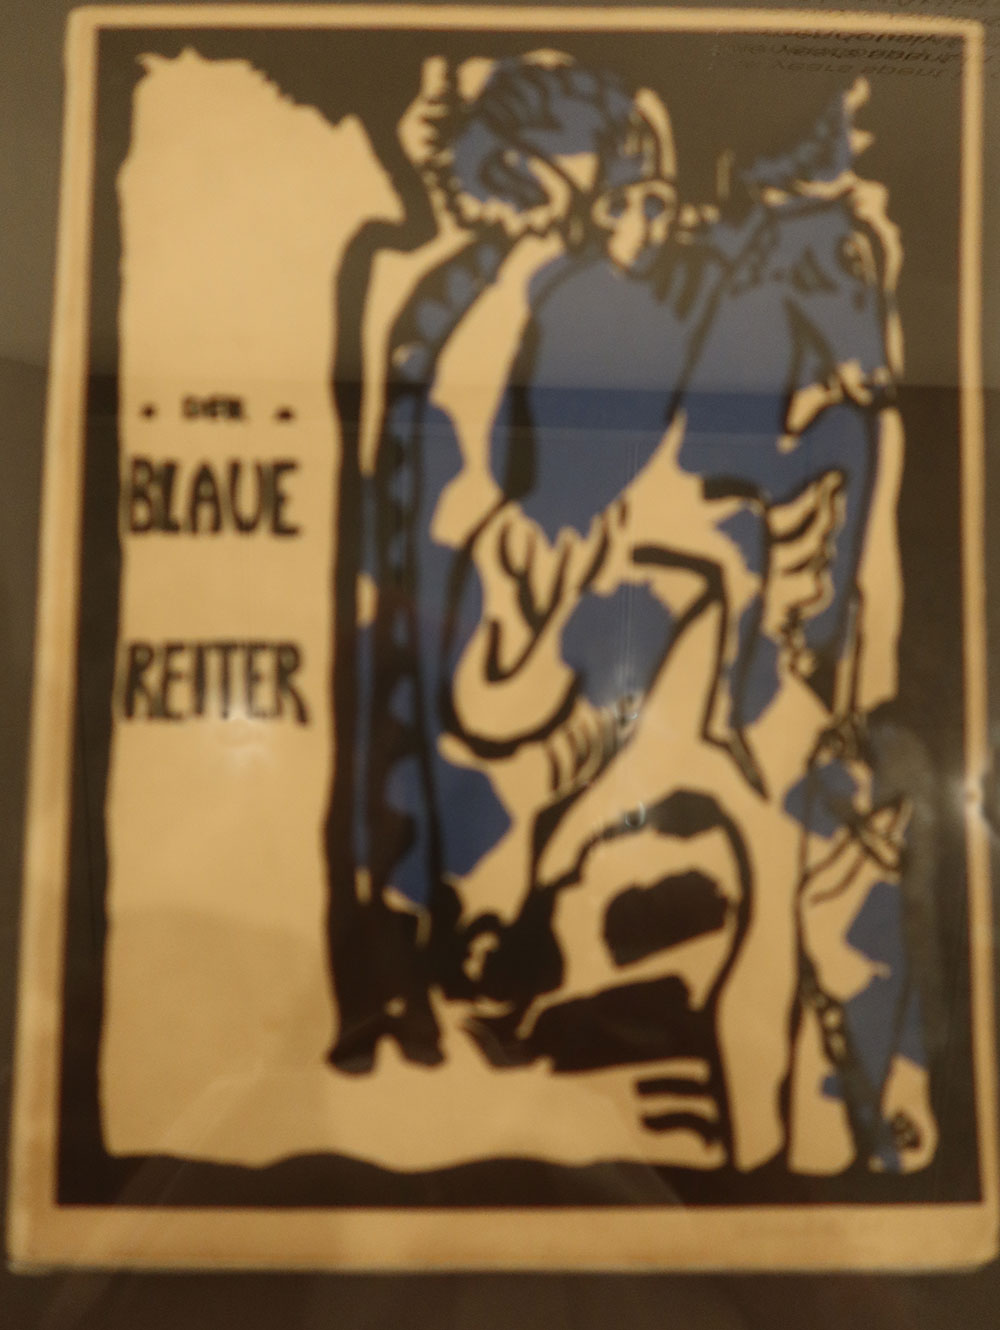 • DER •
BLAUE
REITER